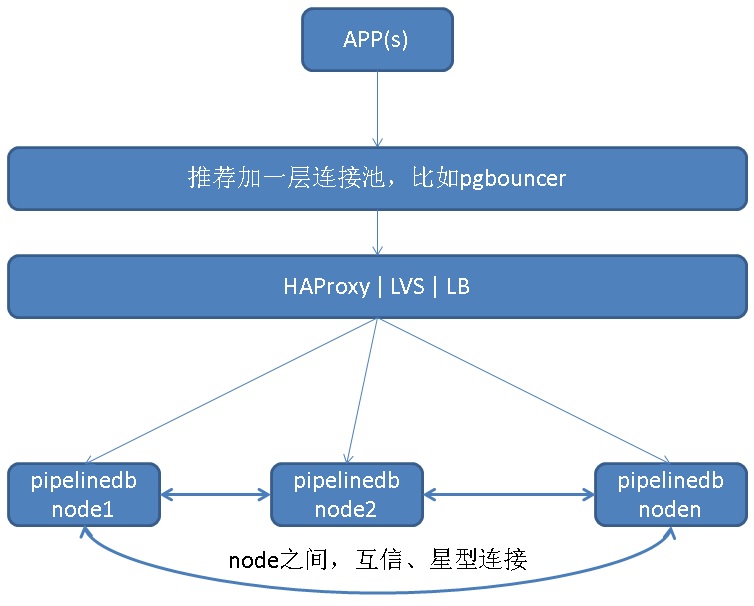 APP(s)
推荐加一层连接池，比如pgbouncer
HAProxy | LVS | LB
pipelinedb
node1
pipelinedb
node2
pipelinedb
noden
node之间，互信、星型连接